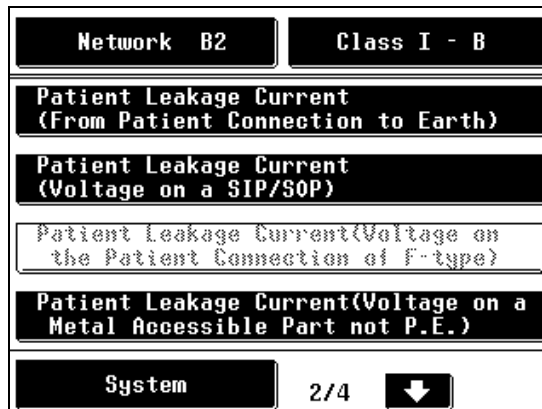 Network B2
Class I - B
Patient Leakage Current
(From Patient Connection to Earth)
Patient Leakage Current
(Voltage on a SIP/SOP)
Patient Leakage Current(Voltage on
the Patient Connection of F-type)
Patient Leakage Current(Voltage on a
Metal Accessible Part not P.E.)
System
2/4